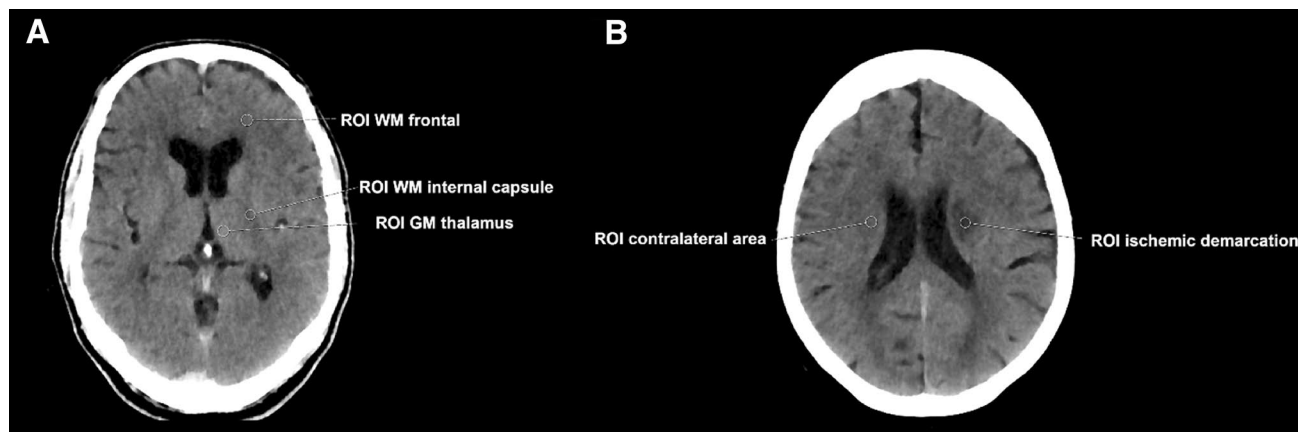 A
B
ROI WM frontal
ROI WM internal capsule
ROI GM thalamus
ROI contralateral area
ROI ischemic demarcation